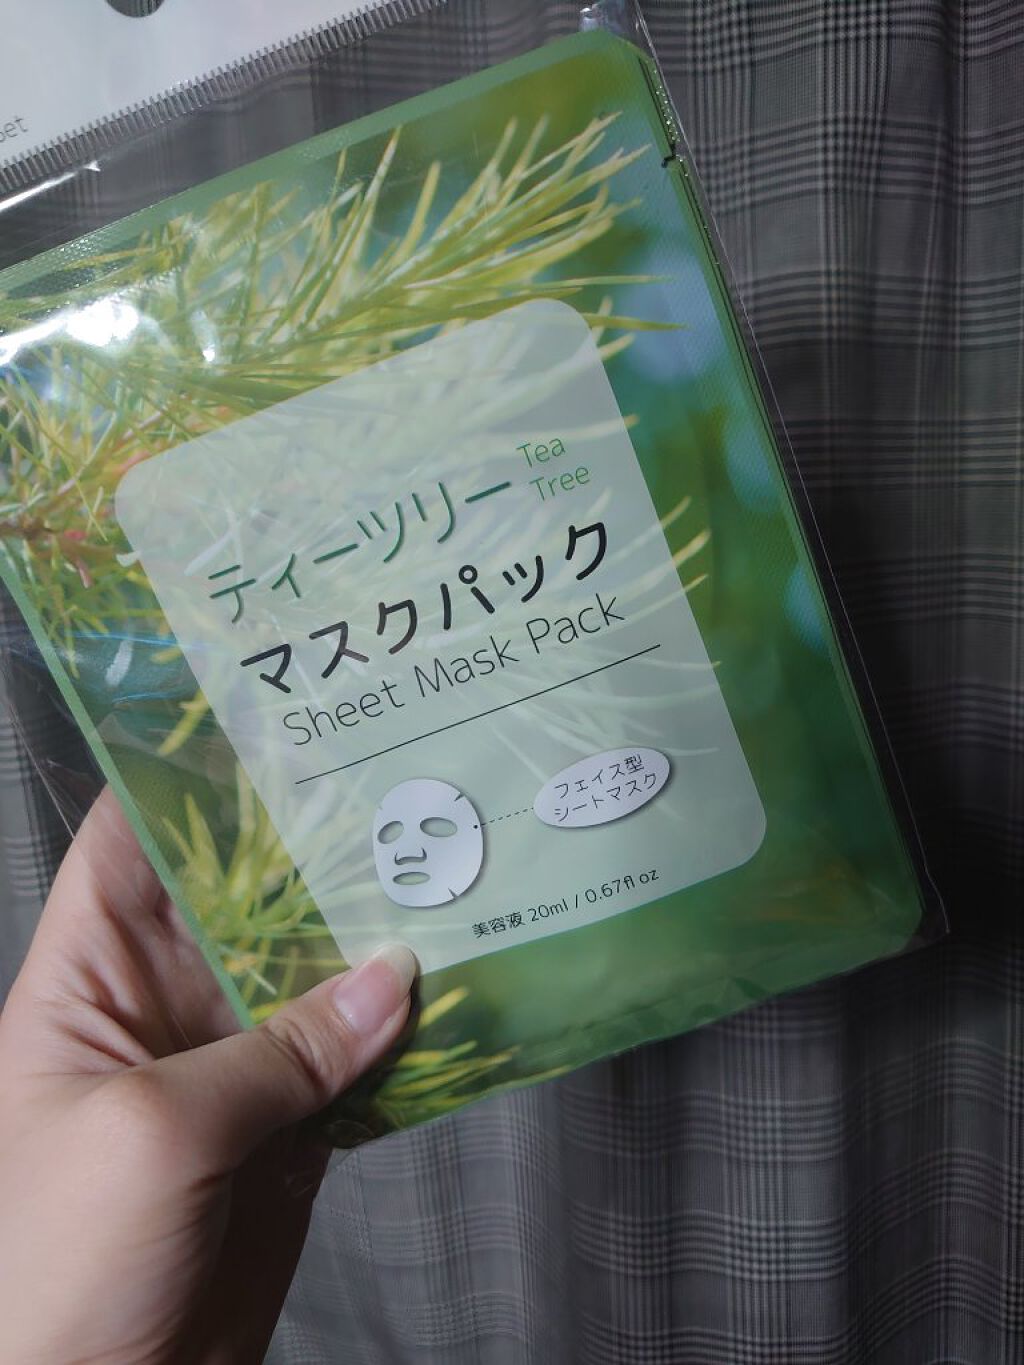 ティーツリー
Tea
Tree
マスクパック
Sheet Mask Pack
フェイス型
シートマスク
美容液 20ml / 0.67fl oz